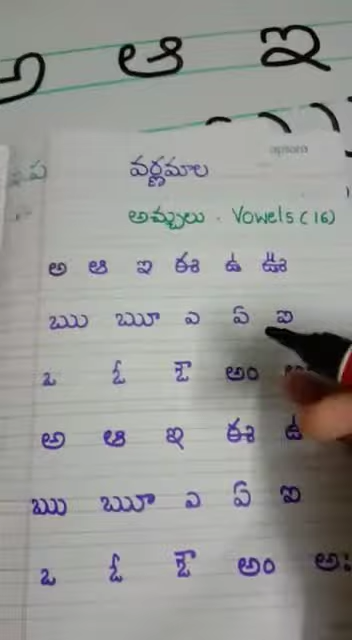 అ ఆ ఇ
వర్ణమాల
అచ్చులు . Vowels (16)
అ ఆ ఇ ఈ ఉ ఊ
ఋ ౠ ఎ ఏ ఐ
ఒ ఓ ఔ అం
అ ఆ ఇ ఈ ఉ
ఋ ౠ ఎ ఏ ఐ
ఒ ఓ ఔ అం అః